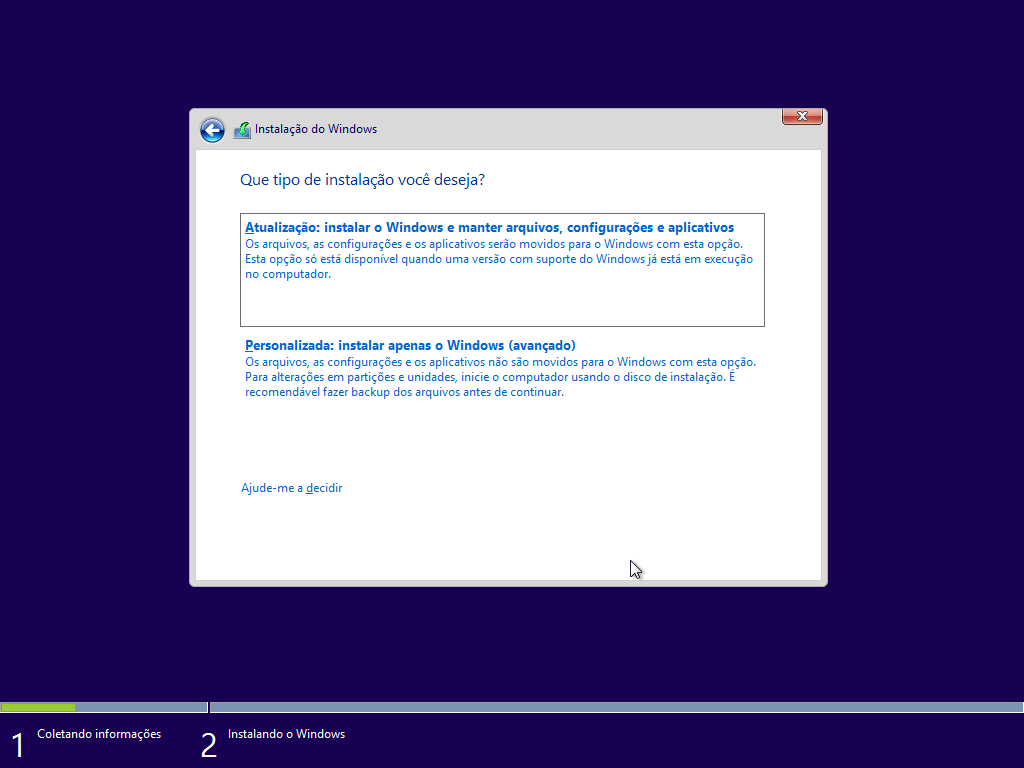 Instalação do Windows
Que tipo de instalação você deseja?
Atualização: instalar o Windows e manter arquivos, configurações e aplicativos
Os arquivos, as configurações e os aplicativos serão movidos para o Windows com esta opção.
Esta opção só está disponível quando uma versão com suporte do Windows já está em execução
no computador.
Personalizada: instalar apenas o Windows (avançado)
Os arquivos, as configurações e os aplicativos não são movidos para o Windows com esta opção.
Para alterações em partições e unidades, inicie o computador usando o disco de instalação. É
recomendável fazer backup dos arquivos antes de continuar.
Ajude-me a decidir
1 Coletando informações
2 Instalando o Windows